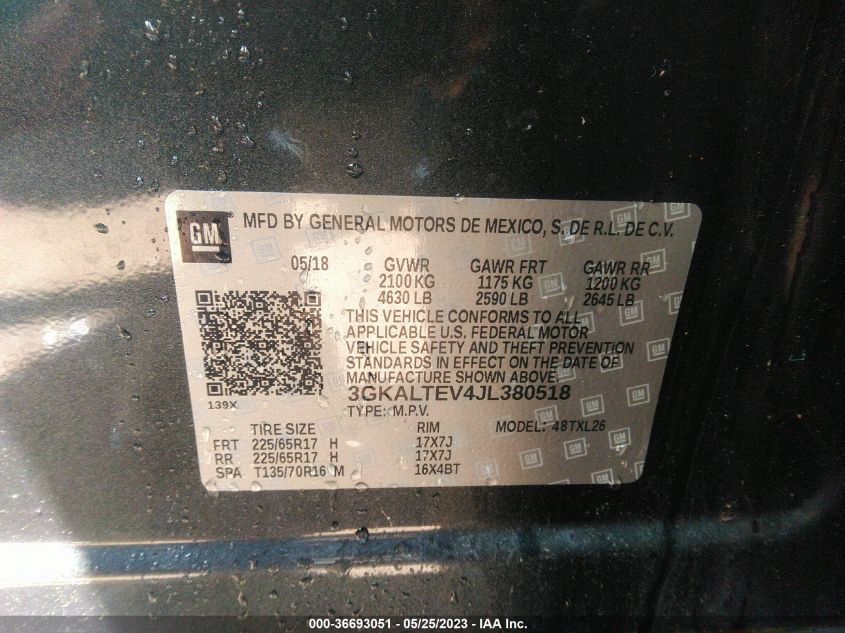 GM MFD BY GENERAL MOTORS DE MEXICO, S. DE R.L. DE C.V.
05/18 GVWR GAWR FRT GAWR RR
2100 KG 1175 KG 1200 KG
4630 LB 2590 LB 2645 LB
THIS VEHICLE CONFORMS TO ALL
APPLICABLE U.S. FEDERAL MOTOR
VEHICLE SAFETY AND THEFT PREVENTION
STANDARDS IN EFFECT ON THE DATE OF
MANUFACTURE SHOWN ABOVE.
139X 3GKALTEV4JL380518
TYPE: M.P.V.
TIRE SIZE RIM MODEL: 48TXL26
FRT 225/65R17 H 17X7J
RR 225/65R17 H 17X7J
SPA T135/70R16 M 16X4BT
000-36693051 / 05/25/2023 - IAA Inc.